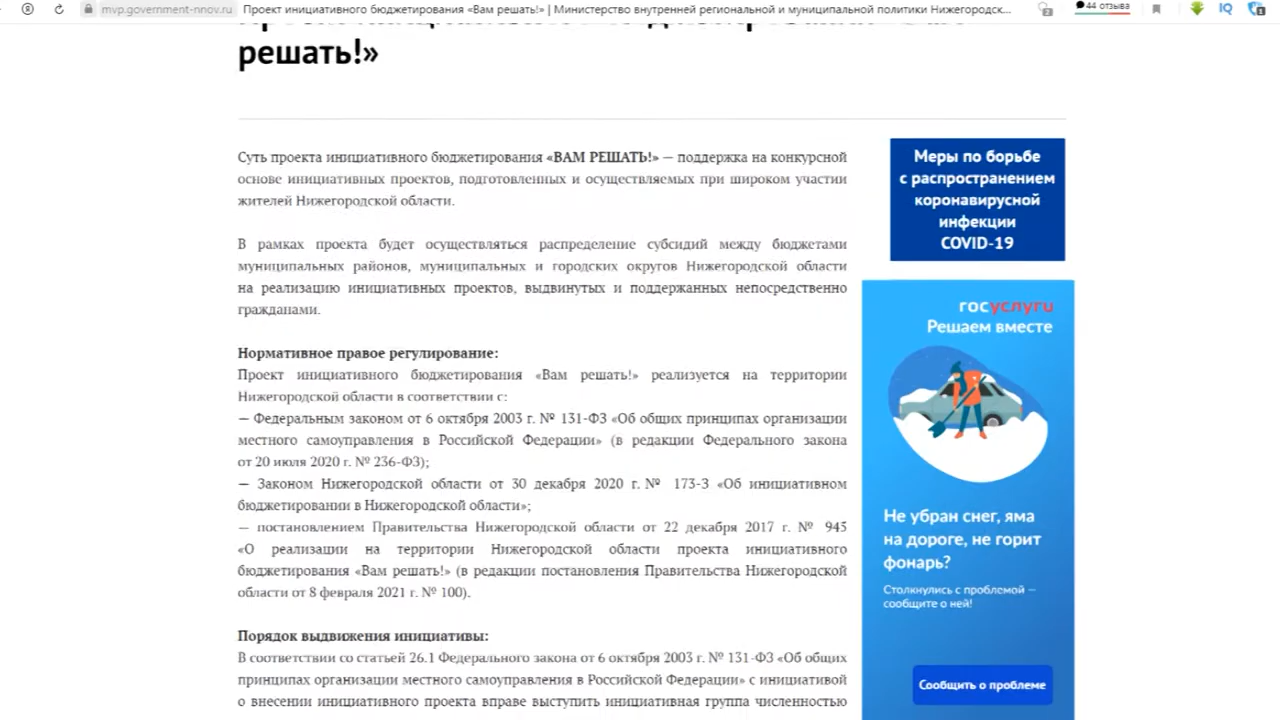 mvp.government-nnov.ru Проект инициативного бюджетирования «Вам решать!» | Министерство внутренней региональной и муниципальной политики Нижегородск...
44 отзыва
решать!»
Суть проекта инициативного бюджетирования «ВАМ РЕШАТЬ!» — поддержка на конкурсной
основе инициативных проектов, подготовленных и осуществляемых при широком участии
жителей Нижегородской области.
В рамках проекта будет осуществляться распределение субсидий между бюджетами
муниципальных районов, муниципальных и городских округов Нижегородской области
на реализацию инициативных проектов, выдвинутых и поддержанных непосредственно
гражданами.
Нормативное правое регулирование:
Проект инициативного бюджетирования «Вам решать!» реализуется на территории
Нижегородской области в соответствии с:
— Федеральным законом от 6 октября 2003 г. № 131-ФЗ «Об общих принципах организации
местного самоуправления в Российской Федерации» (в редакции Федерального закона
от 20 июля 2020 г. № 236-ФЗ);
— Законом Нижегородской области от 30 декабря 2020 г. № 173-З «Об инициативном
бюджетировании в Нижегородской области»;
— постановлением Правительства Нижегородской области от 22 декабря 2017 г. № 945
«О реализации на территории Нижегородской области проекта инициативного
бюджетирования «Вам решать!» (в редакции постановления Правительства Нижегородской
области от 8 февраля 2021 г. № 100).
Порядок выдвижения инициативы:
В соответствии со статьей 26.1 Федерального закона от 6 октября 2003 г. № 131-ФЗ «Об общих
принципах организации местного самоуправления в Российской Федерации» с инициативой
о внесении инициативного проекта вправе выступить инициативная группа численностью
Меры по борьбе
с распространением
коронавирусной
инфекции
COVID-19
госуслуги
Решаем вместе
Не убран снег, яма
на дороге, не горит
фонарь?
Столкнулись с проблемой —
сообщите о ней!
Сообщить о проблеме